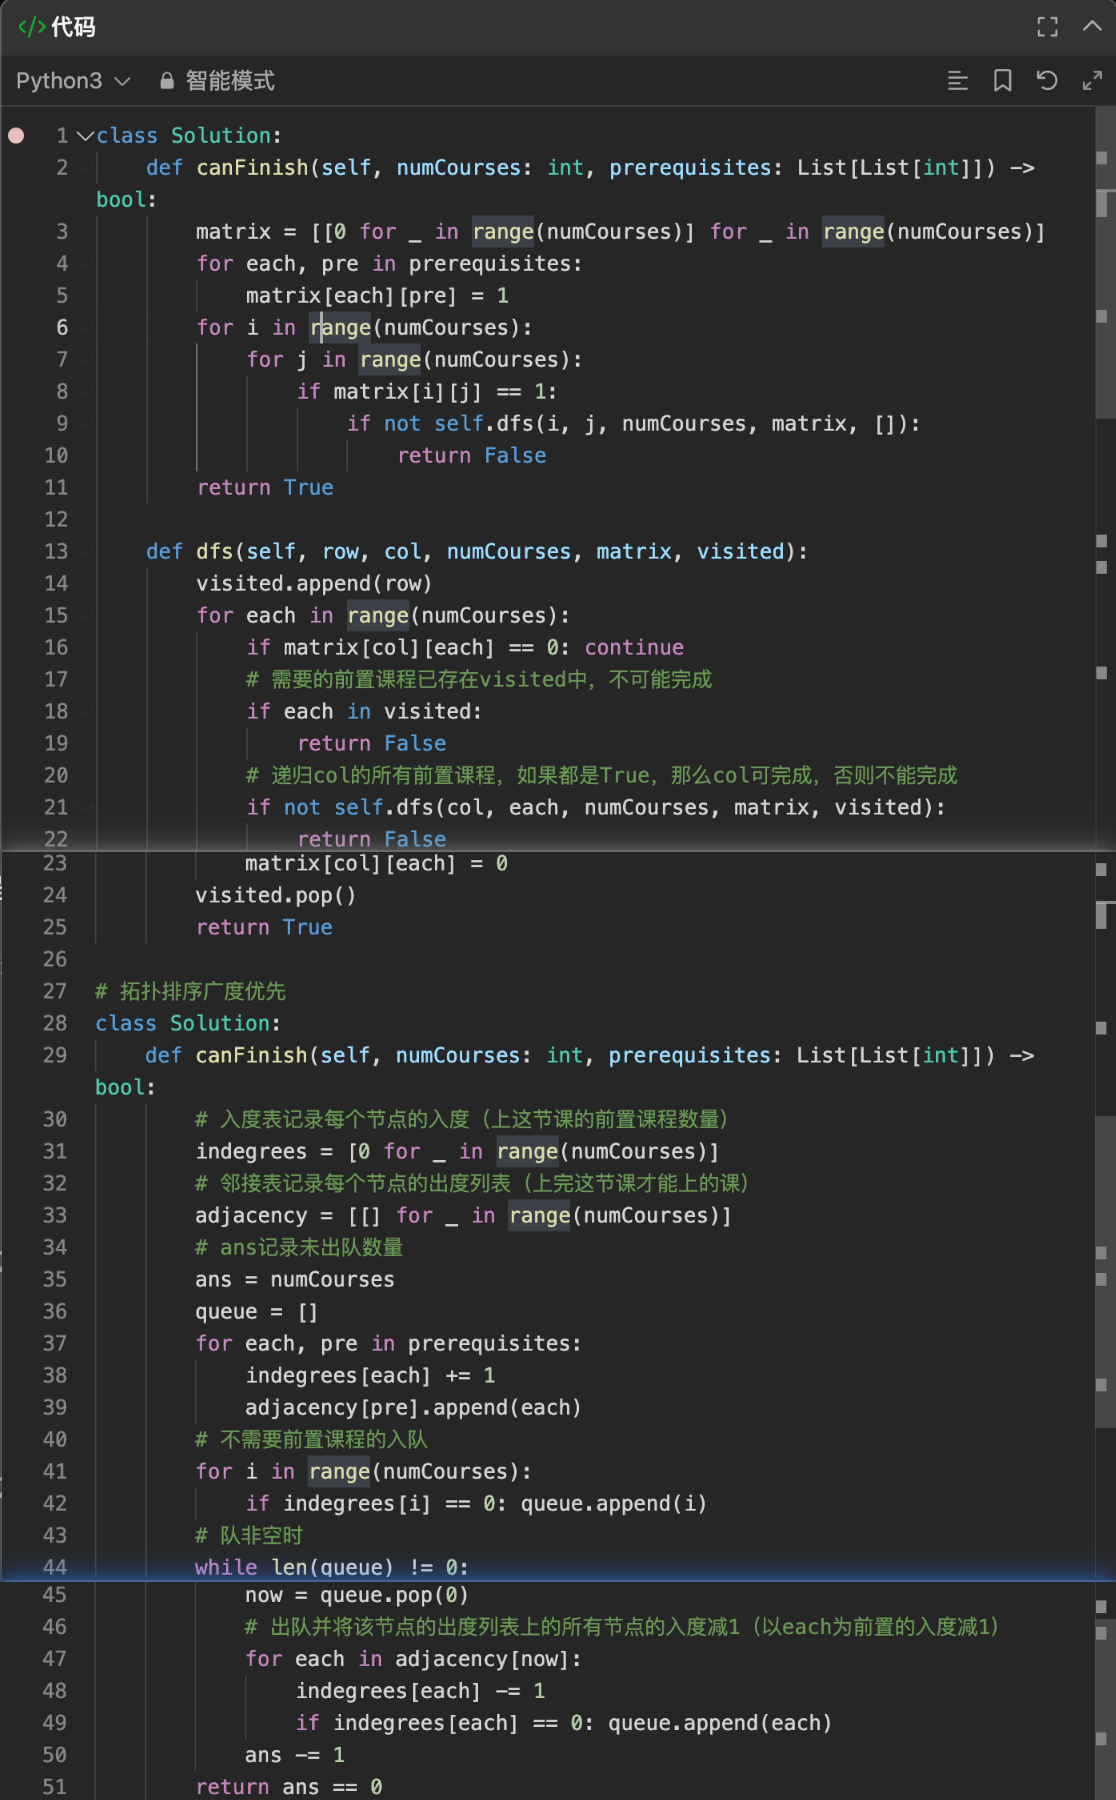 </> 代码
Python3 智能模式
1 class Solution:
2     def canFinish(self, numCourses: int, prerequisites: List[List[int]]) ->
bool:
3         matrix = [[0 for _ in range(numCourses)] for _ in range(numCourses)]
4         for each, pre in prerequisites:
5             matrix[each][pre] = 1
6         for i in range(numCourses):
7             for j in range(numCourses):
8                 if matrix[i][j] == 1:
9                     if not self.dfs(i, j, numCourses, matrix, []):
10                         return False
11         return True
12
13     def dfs(self, row, col, numCourses, matrix, visited):
14         visited.append(row)
15         for each in range(numCourses):
16             if matrix[col][each] == 0: continue
17             # 需要的前置课程已存在visited中，不可能完成
18             if each in visited:
19                 return False
20             # 递归col的所有前置课程，如果都是True，那么col可完成，否则不能完成
21             if not self.dfs(col, each, numCourses, matrix, visited):
22                 return False
23             matrix[col][each] = 0
24         visited.pop()
25         return True
26
27 # 拓扑排序广度优先
28 class Solution:
29     def canFinish(self, numCourses: int, prerequisites: List[List[int]]) ->
bool:
30         # 入度表记录每个节点的入度（上这节课的前置课程数量）
31         indegrees = [0 for _ in range(numCourses)]
32         # 邻接表记录每个节点的出度列表（上完这节课才能上的课）
33         adjacency = [[] for _ in range(numCourses)]
34         # ans记录未出队数量
35         ans = numCourses
36         queue = []
37         for each, pre in prerequisites:
38             indegrees[each] += 1
39             adjacency[pre].append(each)
40         # 不需要前置课程的入队
41         for i in range(numCourses):
42             if indegrees[i] == 0: queue.append(i)
43         # 队非空时
44         while len(queue) != 0:
45             now = queue.pop(0)
46             # 出队并将该节点的出度列表上的所有节点的入度减1（以each为前置的入度减1）
47             for each in adjacency[now]:
48                 indegrees[each] -= 1
49                 if indegrees[each] == 0: queue.append(each)
50             ans -= 1
51         return ans == 0